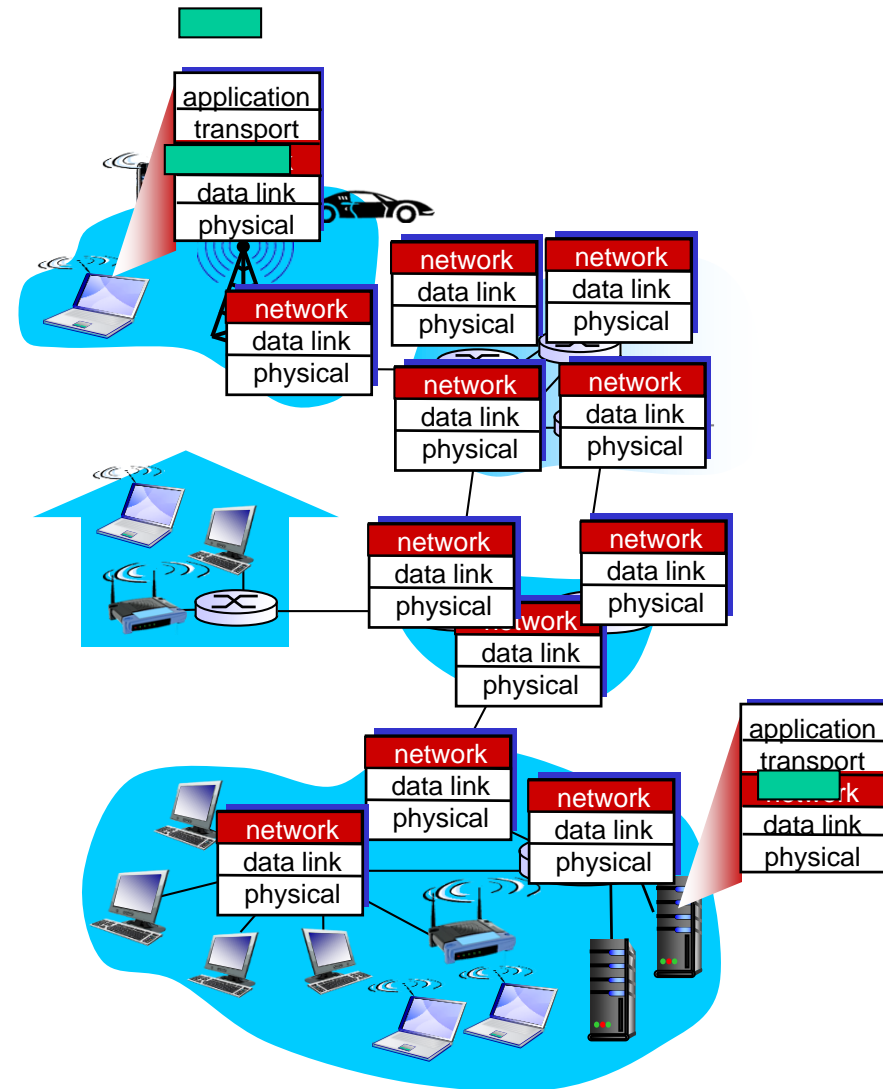 application
transport
data link
physical
network
data link
physical
network
data link
physical
network
data link
physical
network
data link
physical
network
data link
physical
network
data link
physical
network
data link
physical
network
data link
physical
network
data link
physical
network
data link
physical
network
data link
physical
application
transport
network
data link
physical